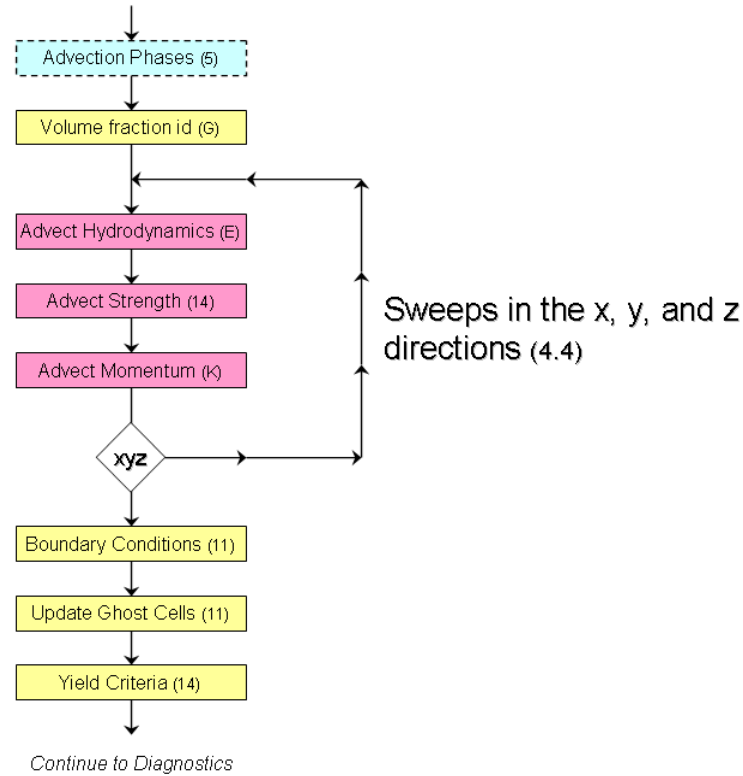 Advection Phases (5)
Volume fraction id (G)
Advect Hydrodynamics (E)
Advect Strength (14)
Sweeps in the x, y, and z
directions (4.4)
Advect Momentum (K)
xyz
Boundary Conditions (11)
Update Ghost Cells (11)
Yield Criteria (14)
Continue to Diagnostics